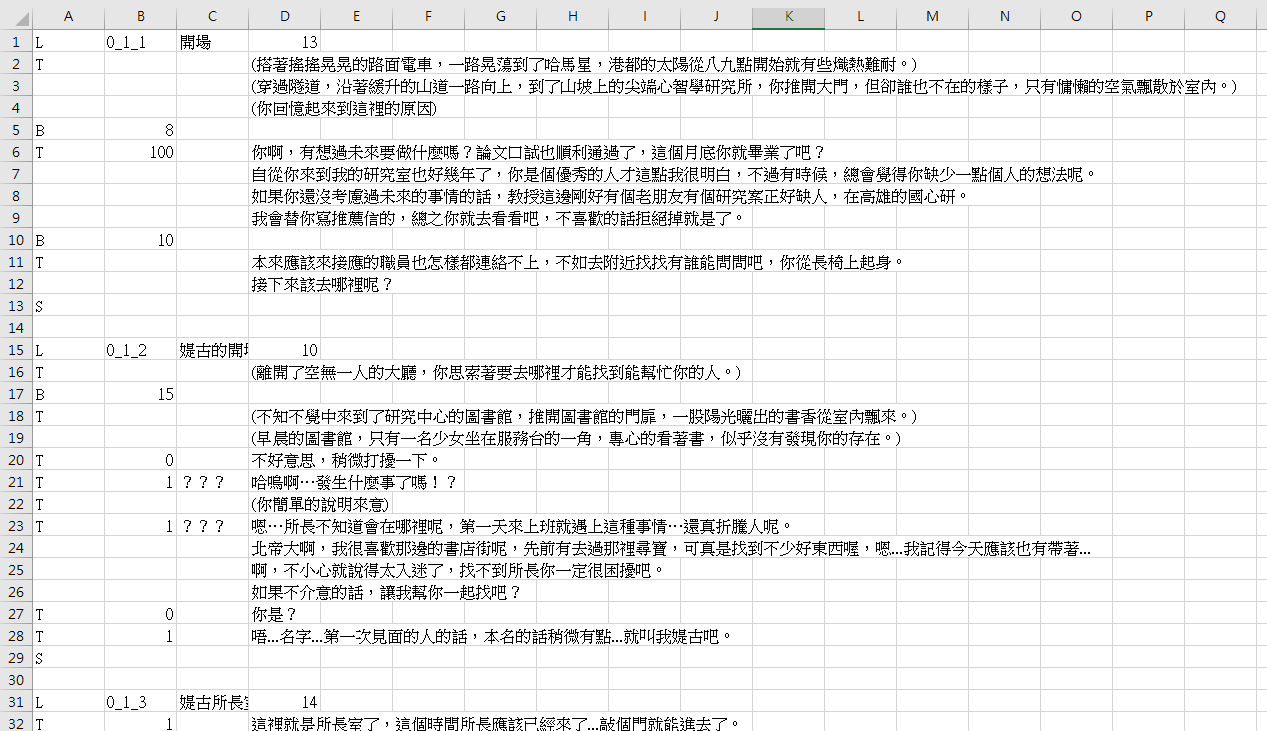 A B C D E F G H I J K L M N O P Q
1 L 0_1_1 開場 13
2 T (搭著搖搖晃晃的路面電車，一路晃蕩到了哈馬星，港都的太陽從八九點開始就有些熾熱難耐。)
3 (穿過隧道，沿著緩升的山道一路向上，到了山坡上的尖端心智學研究所，你推開大門，但卻誰也不在的樣子，只有慵懶的空氣飄散於室內。)
4 (你回憶起來到這裡的原因)
5 B 8
6 T 100 你啊，有想過未來要做什麼嗎？論文口試也順利通過了，這個月底你就畢業了吧？
7 自從你來到我的研究室也好幾年了，你是個優秀的人才這點我很明白，不過有時候，總會覺得你缺少一點個人的想法呢。
8 如果你還沒考慮過未來的事情的話，教授這邊剛好有個老朋友有個研究案正好缺人，在高雄的國心研。
9 我會替你寫推薦信的，總之你就去看看吧，不喜歡的話拒絕掉就是了。
10 B 10
11 T 本來應該來接應的職員也怎樣都連絡不上，不如去附近找找有誰能問問吧，你從長椅上起身。
12 接下來該去哪裡呢？
13 S
14
15 L 0_1_2 媞古的開場 10
16 T (離開了空無一人的大廳，你思索著要去哪裡才能找到能幫忙你的人。)
17 B 15
18 T (不知不覺中來到了研究中心的圖書館，推開圖書館的門扉，一股陽光曬出的書香從室內飄來。)
19 (早晨的圖書館，只有一名少女坐在服務台的一角，專心的看著書，似乎沒有發現你的存在。)
20 T 0 不好意思，稍微打擾一下。
21 T 1 ？？？ 哈嗚啊…發生什麼事了嗎！？
22 T (你簡單的說明來意)
23 T 1 ？？？ 嗯…所長不知道會在哪裡呢，第一天來上班就遇上這種事情…還真折騰人呢。
24 北帝大啊，我很喜歡那邊的書店街呢，先前有去過那裡尋寶，可真是找到不少好東西喔，嗯...我記得今天應該也有帶著...
25 啊，不小心就說得太入迷了，找不到所長你一定很困擾吧。
26 如果不介意的話，讓我幫你一起找吧？
27 T 0 你是？
28 T 1 唔...名字...第一次見面的人的話，本名的話稍微有點...就叫我媞古吧。
29 S
30
31 L 0_1_3 媞古所長室 14
32 T 1 這裡就是所長室了，這個時間所長應該已經來了...敲個門就能進去了。